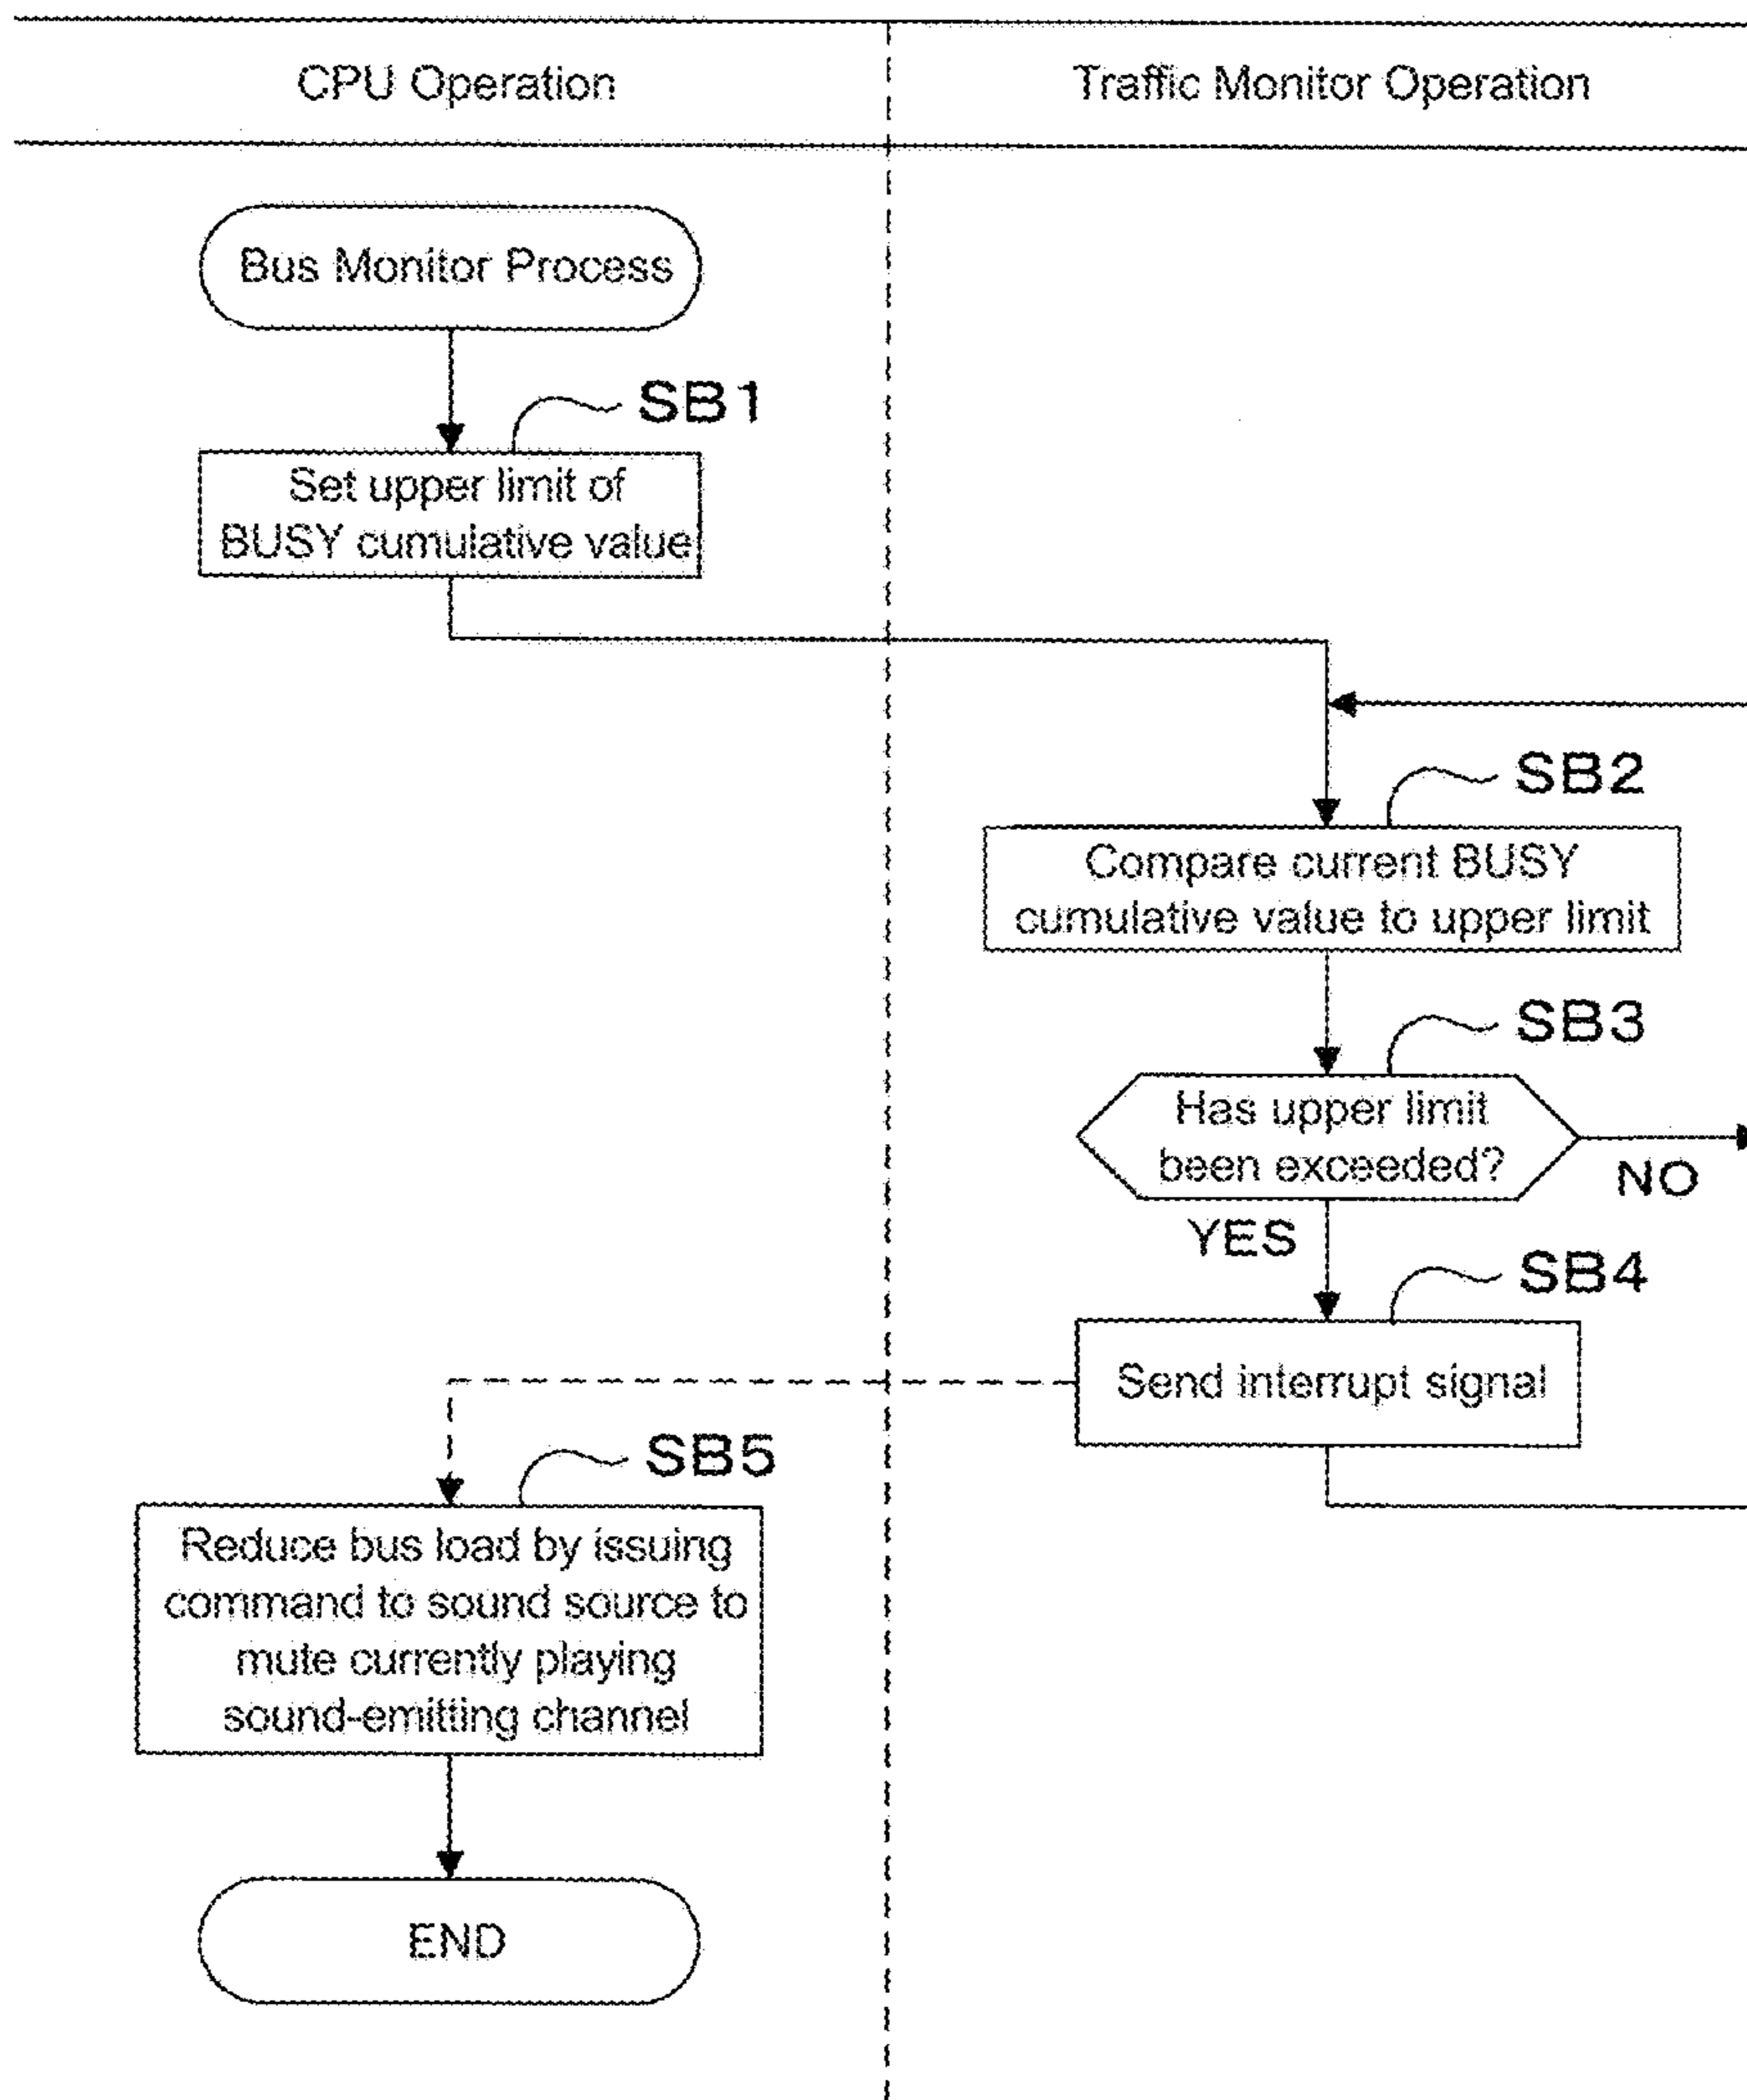 CPU Operation
Traffic Monitor Operation
Bus Monitor Process
SB1
Set upper limit of
BUSY cumulative value
SB2
Compare current BUSY
cumulative value to upper limit
SB3
Has upper limit
been exceeded?
NO
YES
SB4
Send interrupt signal
SB5
Reduce bus load by issuing
command to sound source to
mute currently playing
sound-emitting channel
END